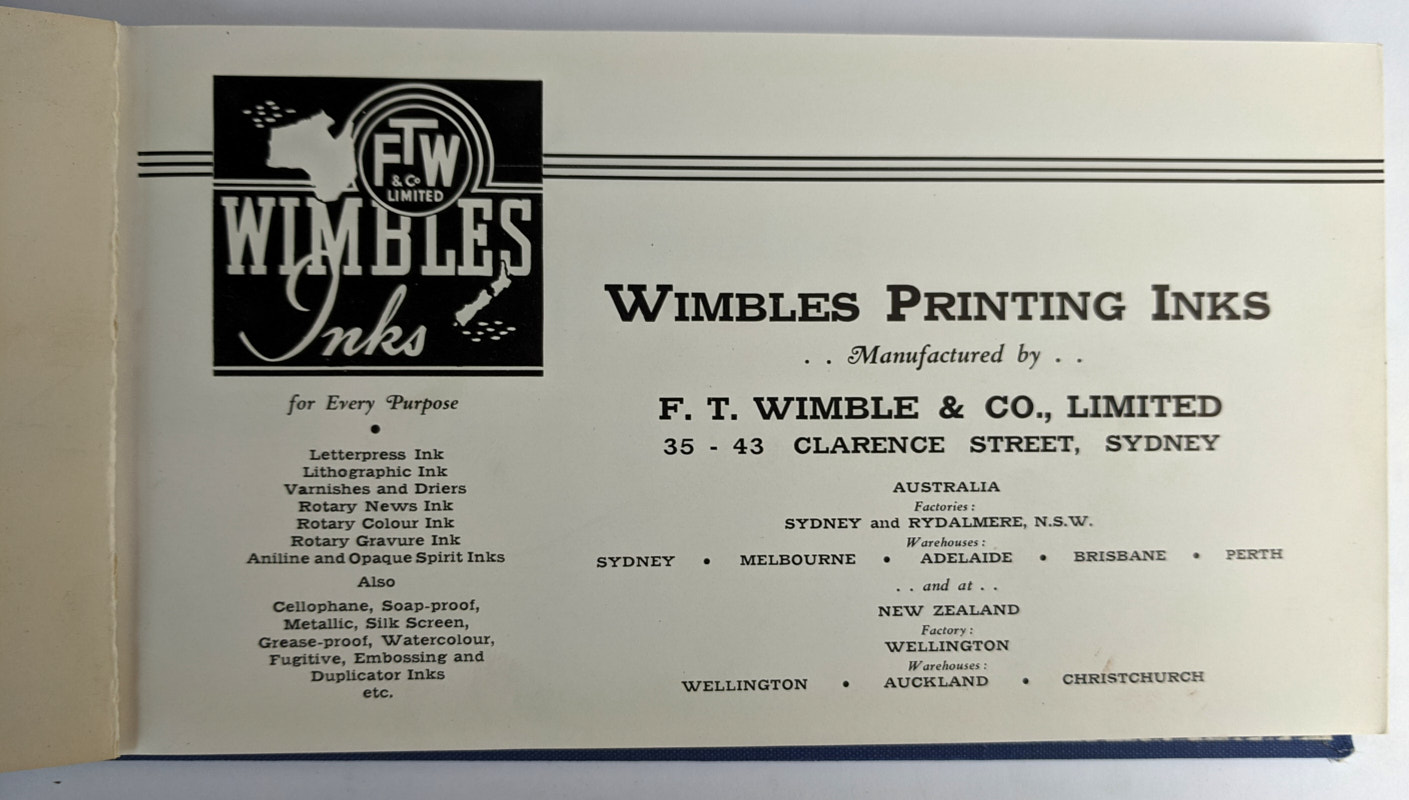 FTW
& Co
LIMITED
WIMBLES
Inks
for Every Purpose
•
Letterpress Ink
Lithographic Ink
Varnishes and Driers
Rotary News Ink
Rotary Colour Ink
Rotary Gravure Ink
Aniline and Opaque Spirit Inks
Also
Cellophane, Soap-proof,
Metallic, Silk Screen,
Grease-proof, Watercolour,
Fugitive, Embossing and
Duplicator Inks
etc.
WIMBLES PRINTING INKS
. . Manufactured by . .
F. T. WIMBLE & CO., LIMITED
35 - 43 CLARENCE STREET, SYDNEY
AUSTRALIA
Factories :
SYDNEY and RYDALMERE, N.S.W.
Warehouses :
SYDNEY • MELBOURNE • ADELAIDE • BRISBANE • PERTH
. . and at . .
NEW ZEALAND
Factory :
WELLINGTON
Warehouses :
WELLINGTON • AUCKLAND • CHRISTCHURCH